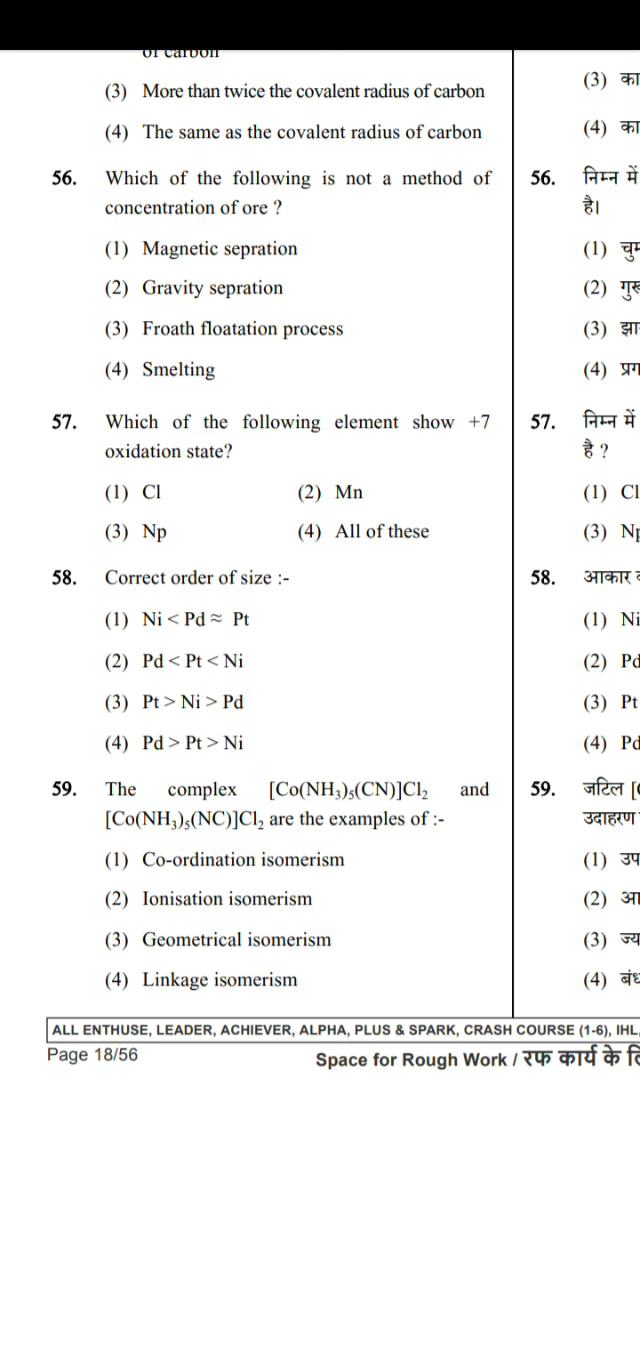 of carbon
(3) More than twice the covalent radius of carbon
(4) The same as the covalent radius of carbon
56. Which of the following is not a method of
concentration of ore ?
(1) Magnetic sepration
(2) Gravity sepration
(3) Froath floatation process
(4) Smelting
57. Which of the following element show +7
oxidation state?
(1) Cl (2) Mn
(3) Np (4) All of these
58. Correct order of size :-
(1) Ni < Pd ≈ Pt
(2) Pd < Pt < Ni
(3) Pt > Ni > Pd
(4) Pd > Pt > Ni
59. The complex [Co(NH₃)₅(CN)]Cl₂ and
[Co(NH₃)₅(NC)]Cl₂ are the examples of :-
(1) Co-ordination isomerism
(2) Ionisation isomerism
(3) Geometrical isomerism
(4) Linkage isomerism
(3)
(4)
56. निम्न में
है।
(1)
(2)
(3)
(4)
57. निम्न में
है ?
(1) Cl
(3)
58. आकार
(1) Ni
(2)
(3) Pt
(4)
59. जटिल
उदाहरण
(1)
(2)
(3)
(4)
ALL ENTHUSE, LEADER, ACHIEVER, ALPHA, PLUS & SPARK, CRASH COURSE (1-6), IHL,
Page 18/56
Space for Rough Work / रफ कार्य के